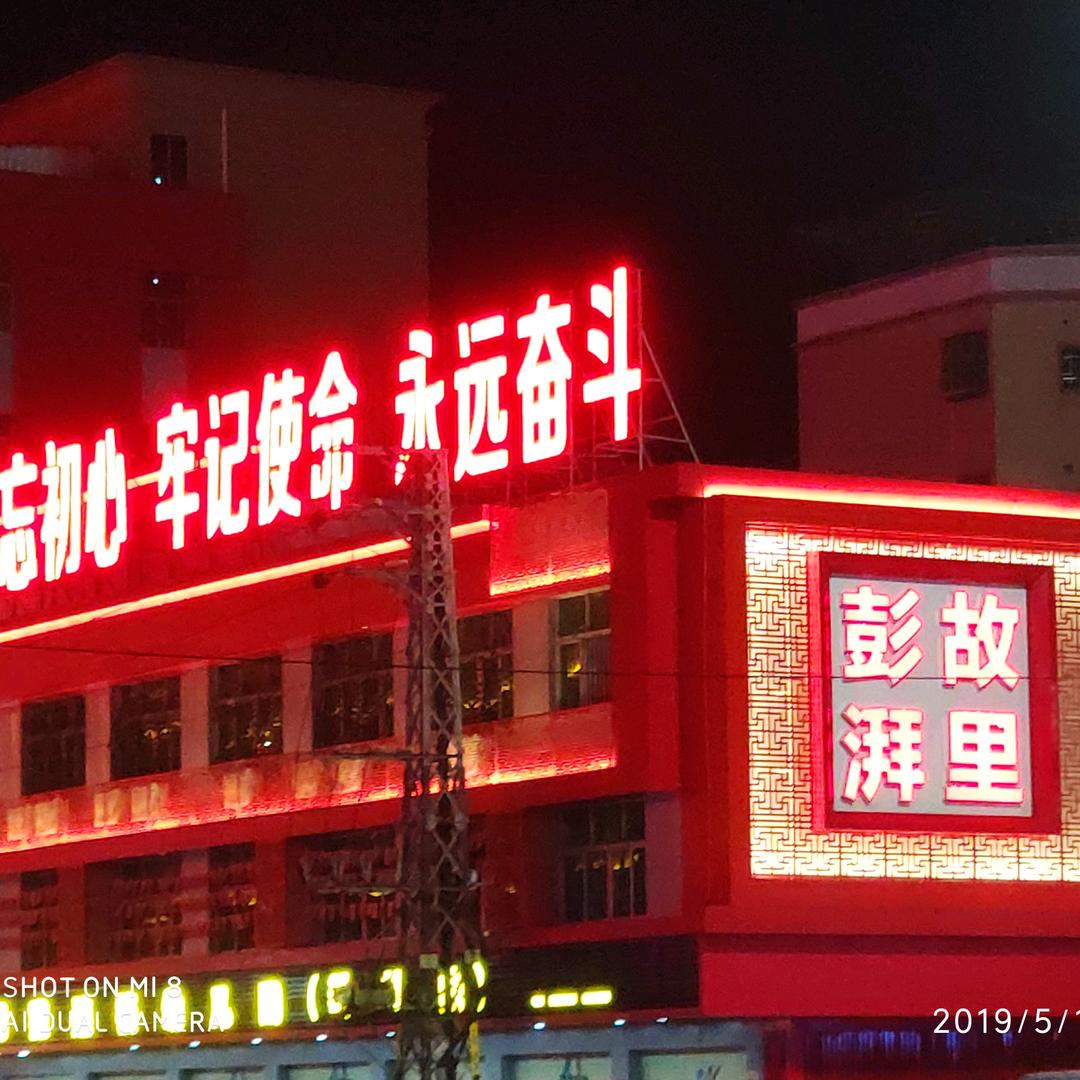 忘初心 牢记使命 永远奋斗
彭湃
故里
SHOT ON MI 8
AI DUAL CAMERA
2019/5/1